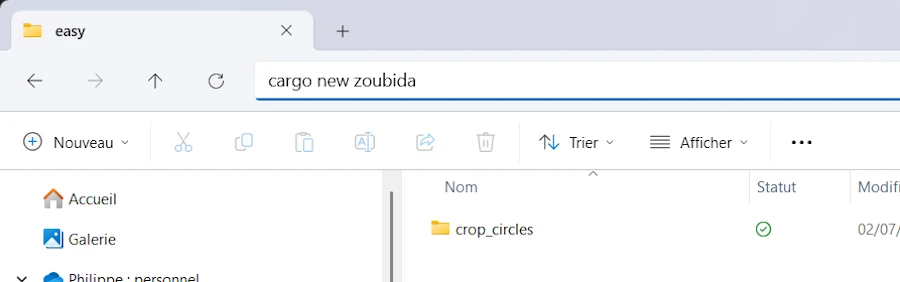 easy
cargo new zoubida
Nouveau
Trier
Afficher
Nom
Statut
Modifi
Accueil
Galerie
crop_circles
02/07/
Philippe : personnel